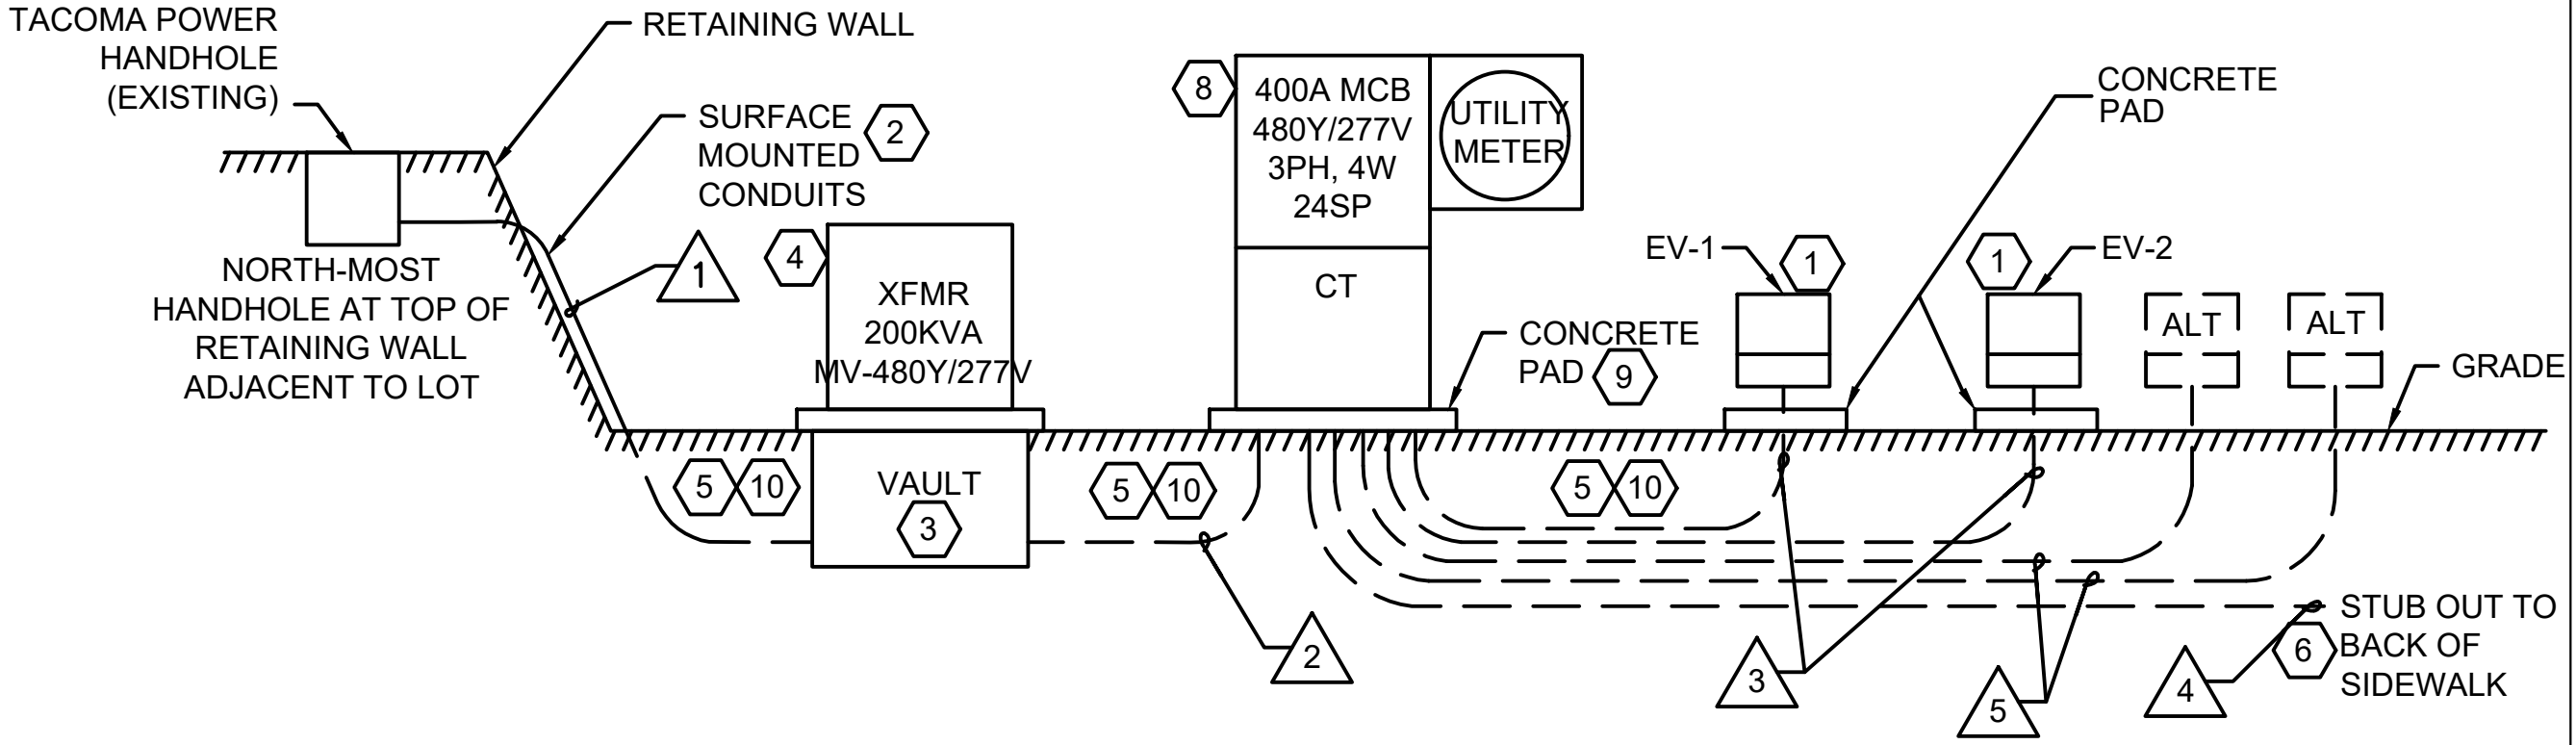 TACOMA POWER
HANDHOLE
(EXISTING)
RETAINING WALL
SURFACE
MOUNTED
CONDUITS
2
NORTH-MOST
HANDHOLE AT TOP OF
RETAINING WALL
ADJACENT TO LOT
1
4
XFMR
200KVA
MV-480Y/277V
8
400A MCB
480Y/277V
3PH, 4W
24SP
UTILITY
METER
CT
CONCRETE
PAD
9
EV-1
1
1
EV-2
CONCRETE
PAD
ALT
ALT
GRADE
5
10
VAULT
3
5
10
5
10
2
3
5
4
STUB OUT TO
BACK OF
SIDEWALK
6